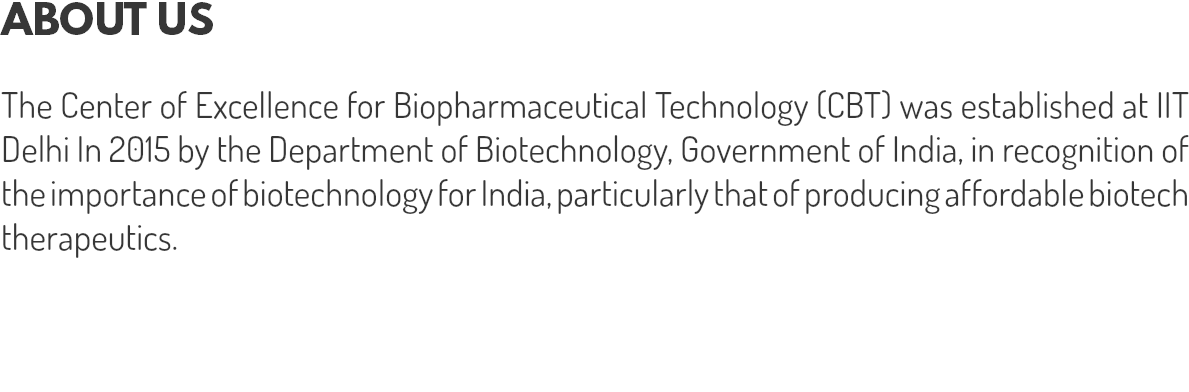 ABOUT US
The Center of Excellence for Biopharmaceutical Technology (CBT) was established at IIT
Delhi In 2015 by the Department of Biotechnology, Government of India, in recognition of
the importance of biotechnology for India, particularly that of producing affordable biotech
therapeutics.